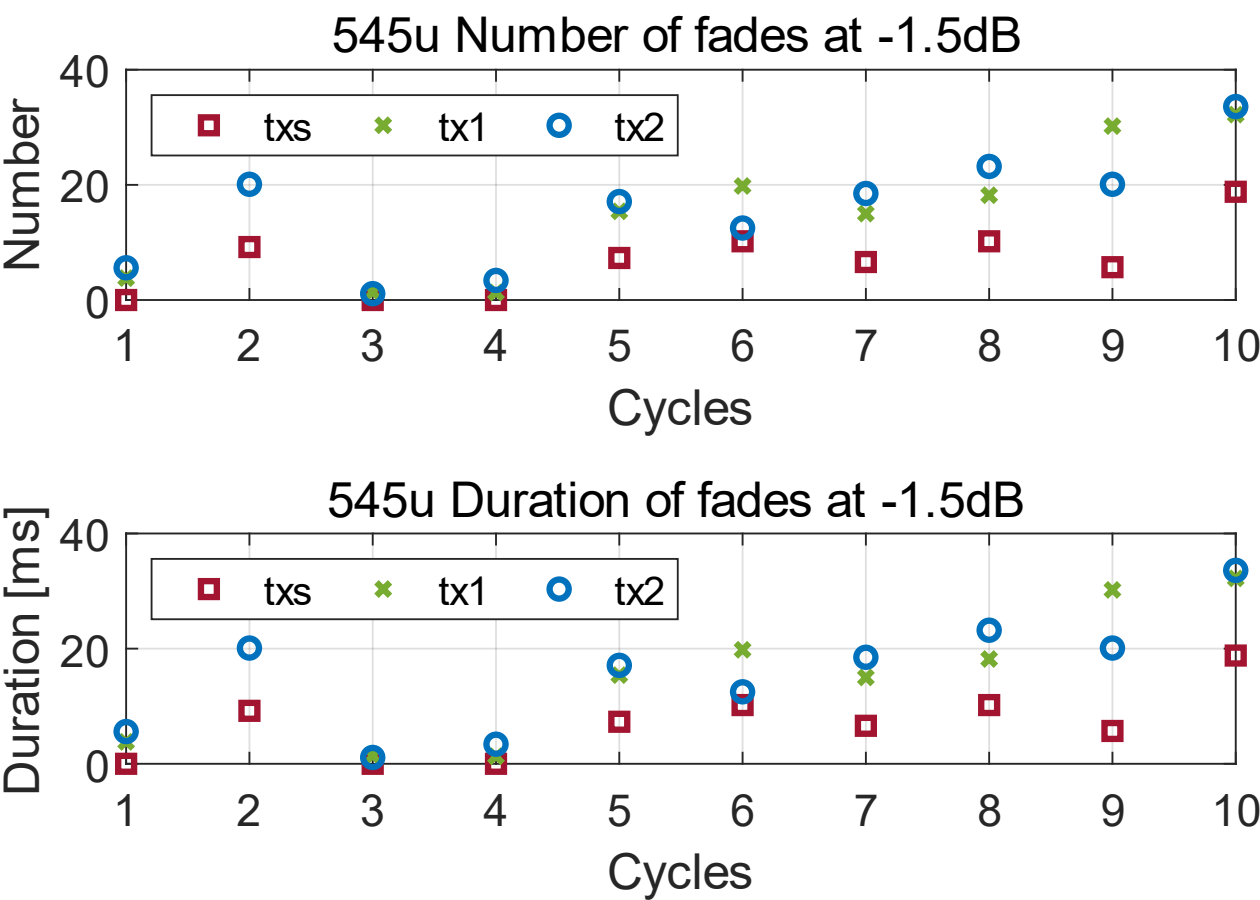 545u Number of fades at -1.5dB
40
20
0
Number
txs tx1 tx2
1 2 3 4 5 6 7 8 9 10
Cycles
545u Duration of fades at -1.5dB
40
20
0
Duration [ms]
txs tx1 tx2
1 2 3 4 5 6 7 8 9 10
Cycles